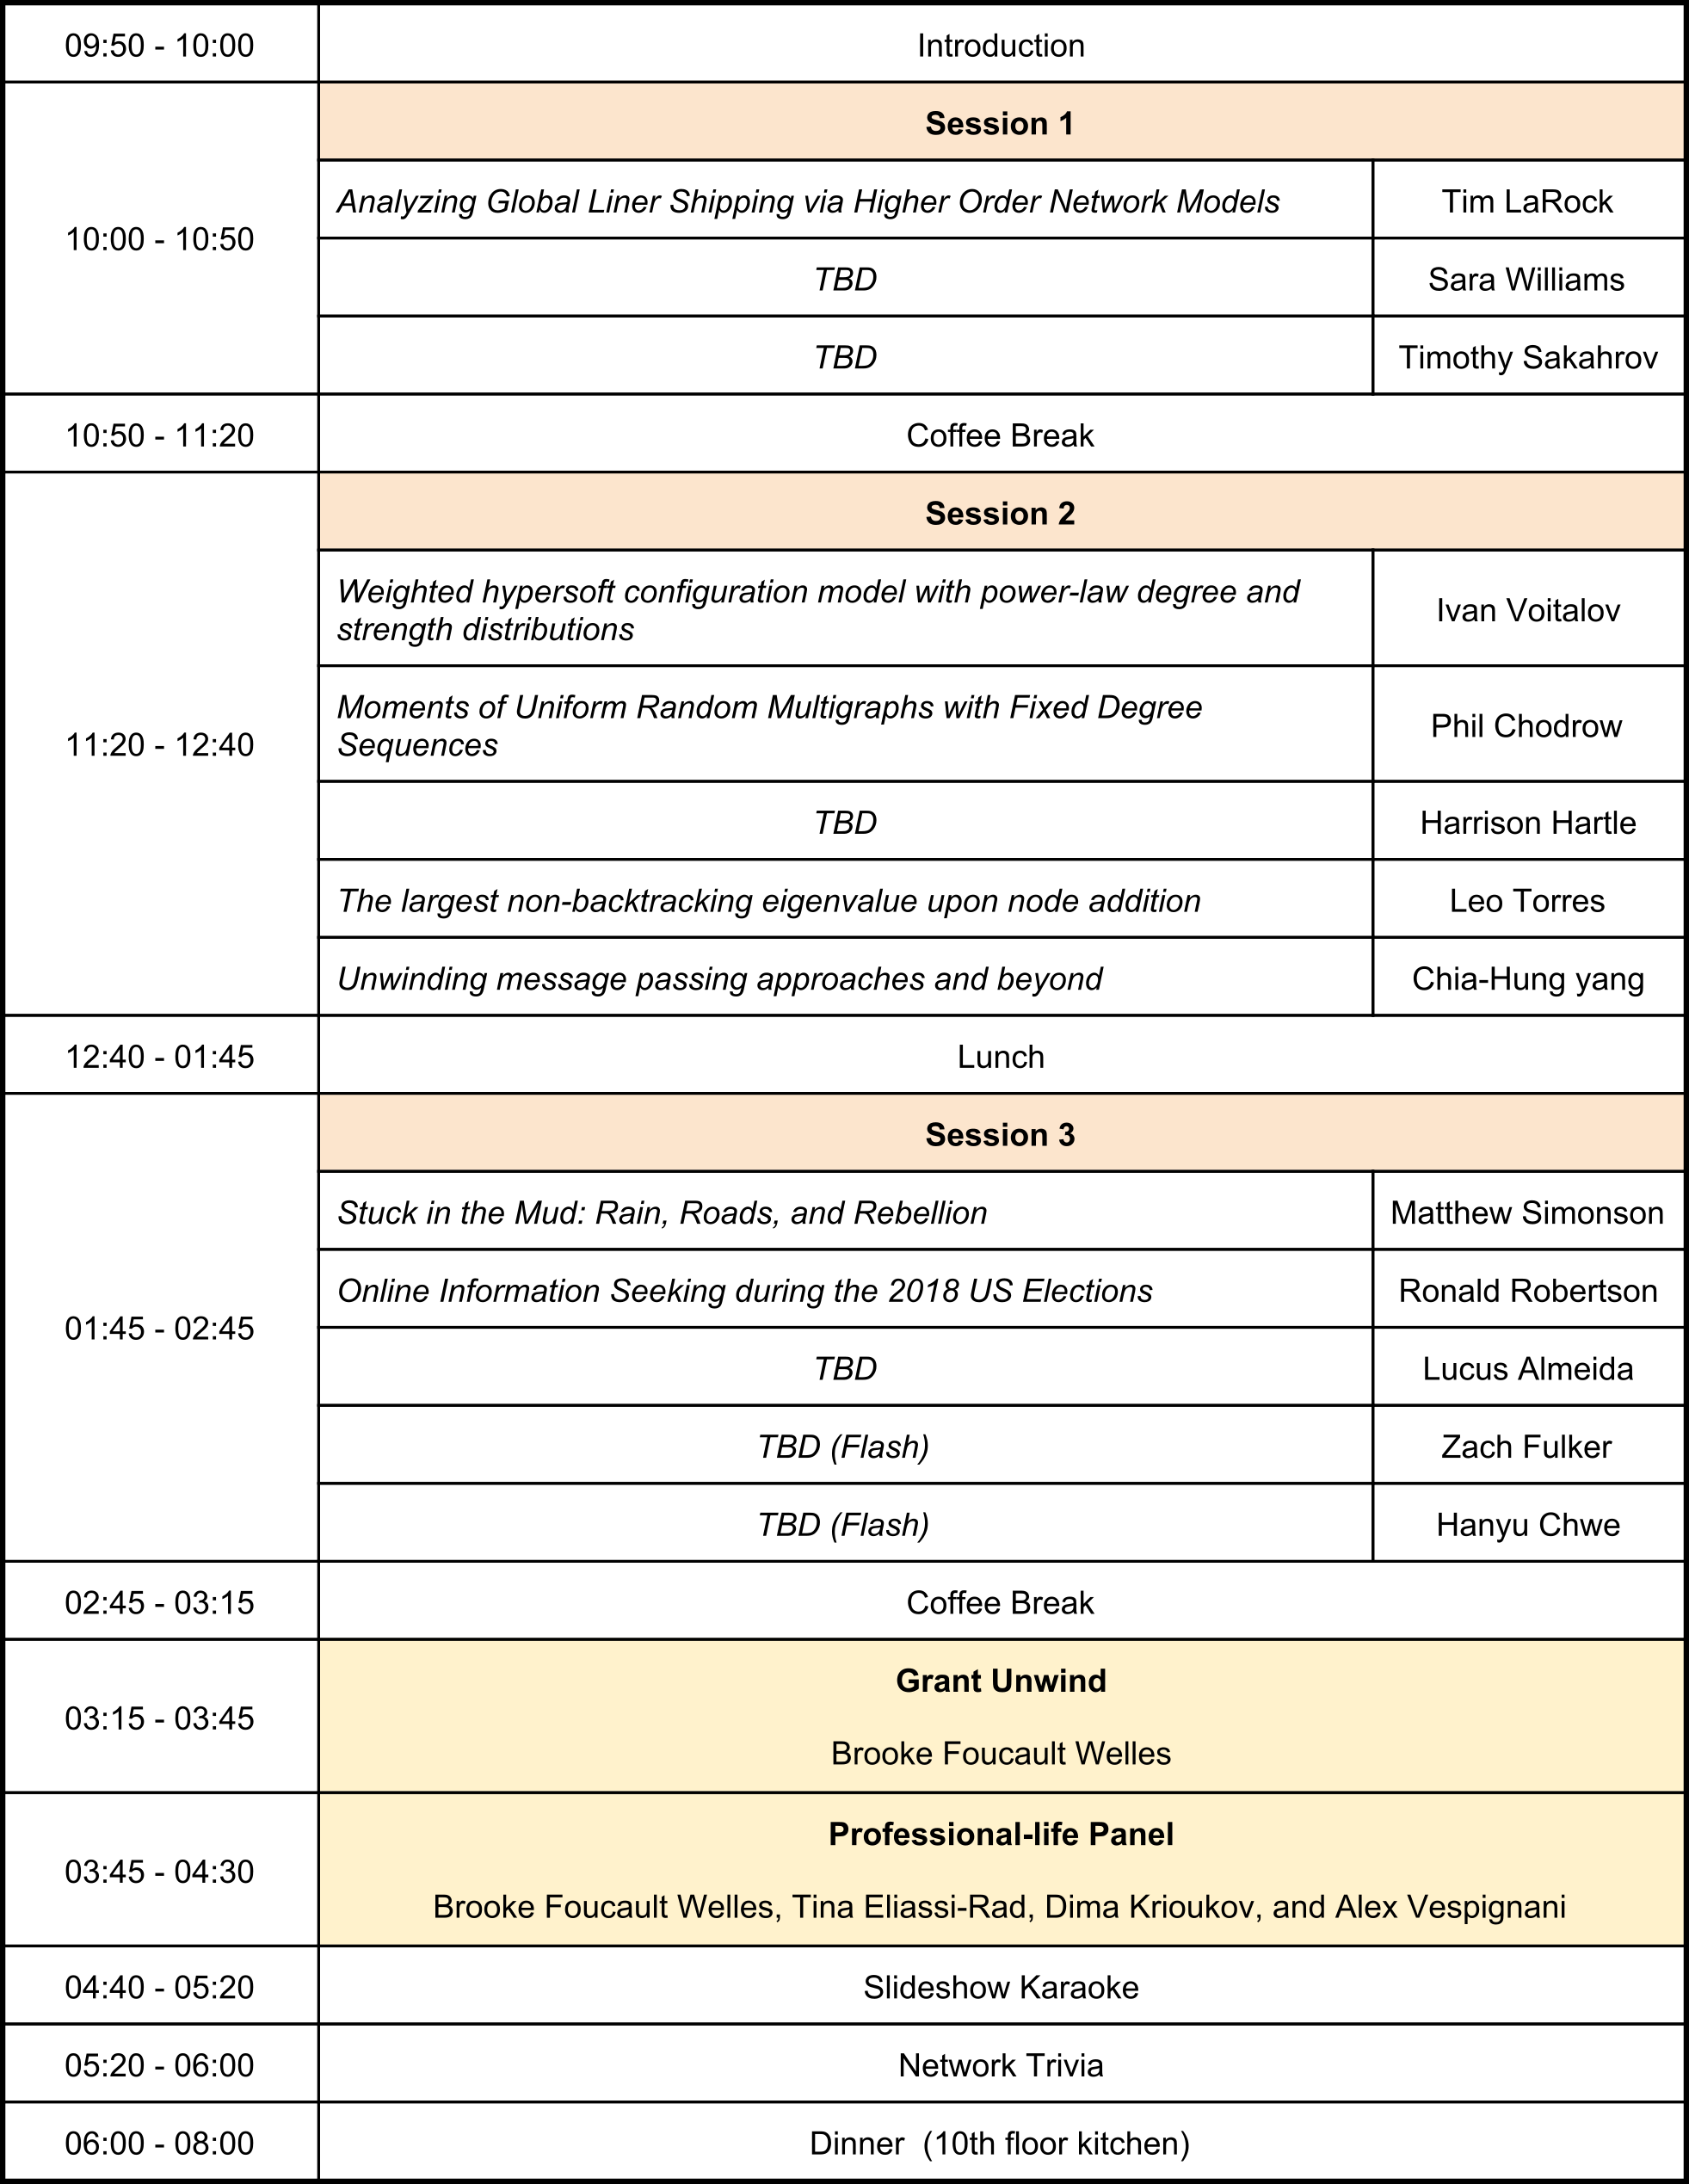 09:50 - 10:00
Introduction
10:00 - 10:50
Session 1
Analyzing Global Liner Shipping via Higher Order Network Models
Tim LaRock
TBD
Sara Williams
TBD
Timothy Sakahrov
10:50 - 11:20
Coffee Break
11:20 - 12:40
Session 2
Weighted hypersoft configuration model with power-law degree and
strength distributions
Ivan Voitalov
Moments of Uniform Random Multigraphs with Fixed Degree
Sequences
Phil Chodrow
TBD
Harrison Hartle
The largest non-backtracking eigenvalue upon node addition
Leo Torres
Unwinding message passing approaches and beyond
Chia-Hung yang
12:40 - 01:45
Lunch
01:45 - 02:45
Session 3
Stuck in the Mud: Rain, Roads, and Rebellion
Matthew Simonson
Online Information Seeking during the 2018 US Elections
Ronald Robertson
TBD
Lucus Almeida
TBD (Flash)
Zach Fulker
TBD (Flash)
Hanyu Chwe
02:45 - 03:15
Coffee Break
03:15 - 03:45
Grant Unwind
Brooke Foucault Welles
03:45 - 04:30
Professional-life Panel
Brooke Foucault Welles, Tina Eliassi-Rad, Dima Krioukov, and Alex Vespignani
04:40 - 05:20
Slideshow Karaoke
05:20 - 06:00
Network Trivia
06:00 - 08:00
Dinner (10th floor kitchen)